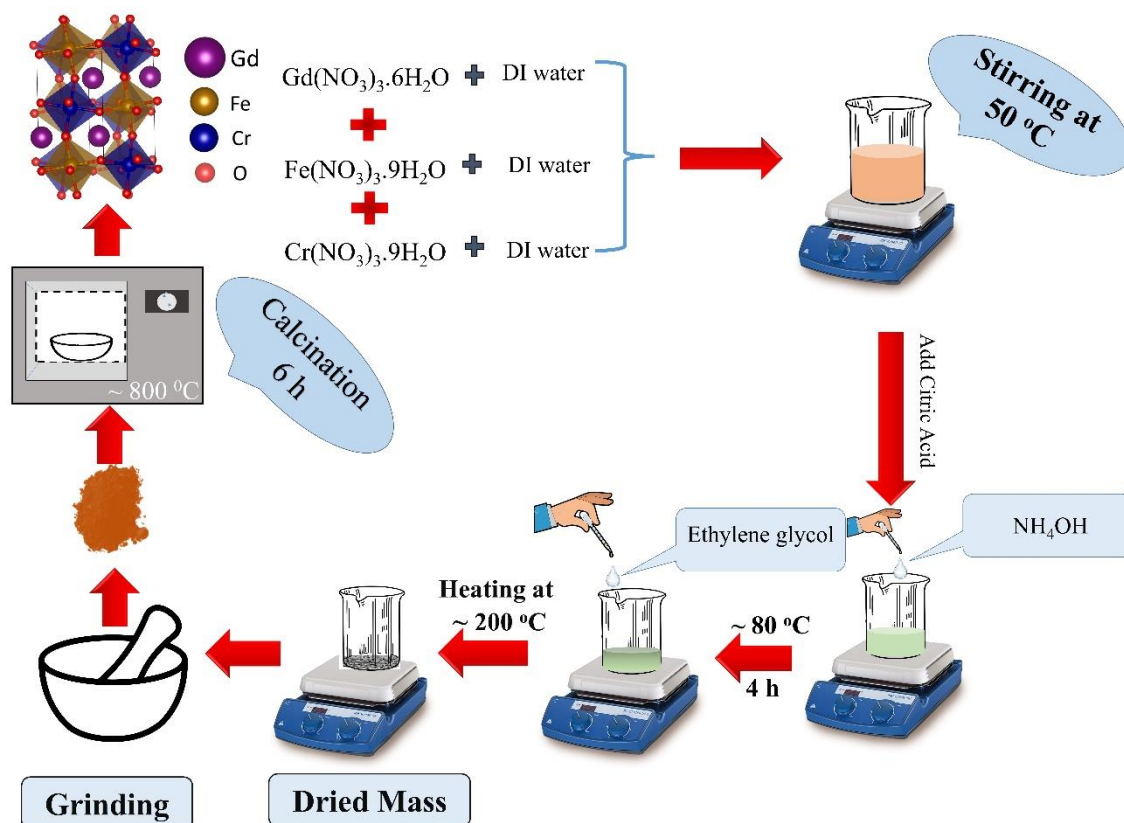 Gd
Fe
Cr
O
Gd(NO₃)₃.6H₂O + DI water
+
Fe(NO₃)₃.9H₂O + DI water
+
Cr(NO₃)₃.9H₂O + DI water
Stirring at
50 ᵒC
Add Citric Acid
NH₄OH
Ethylene glycol
~ 80 ᵒC
4 h
Heating at
~ 200 ᵒC
Dried Mass
Grinding
~ 800 ⁰C
Calcination
6 h